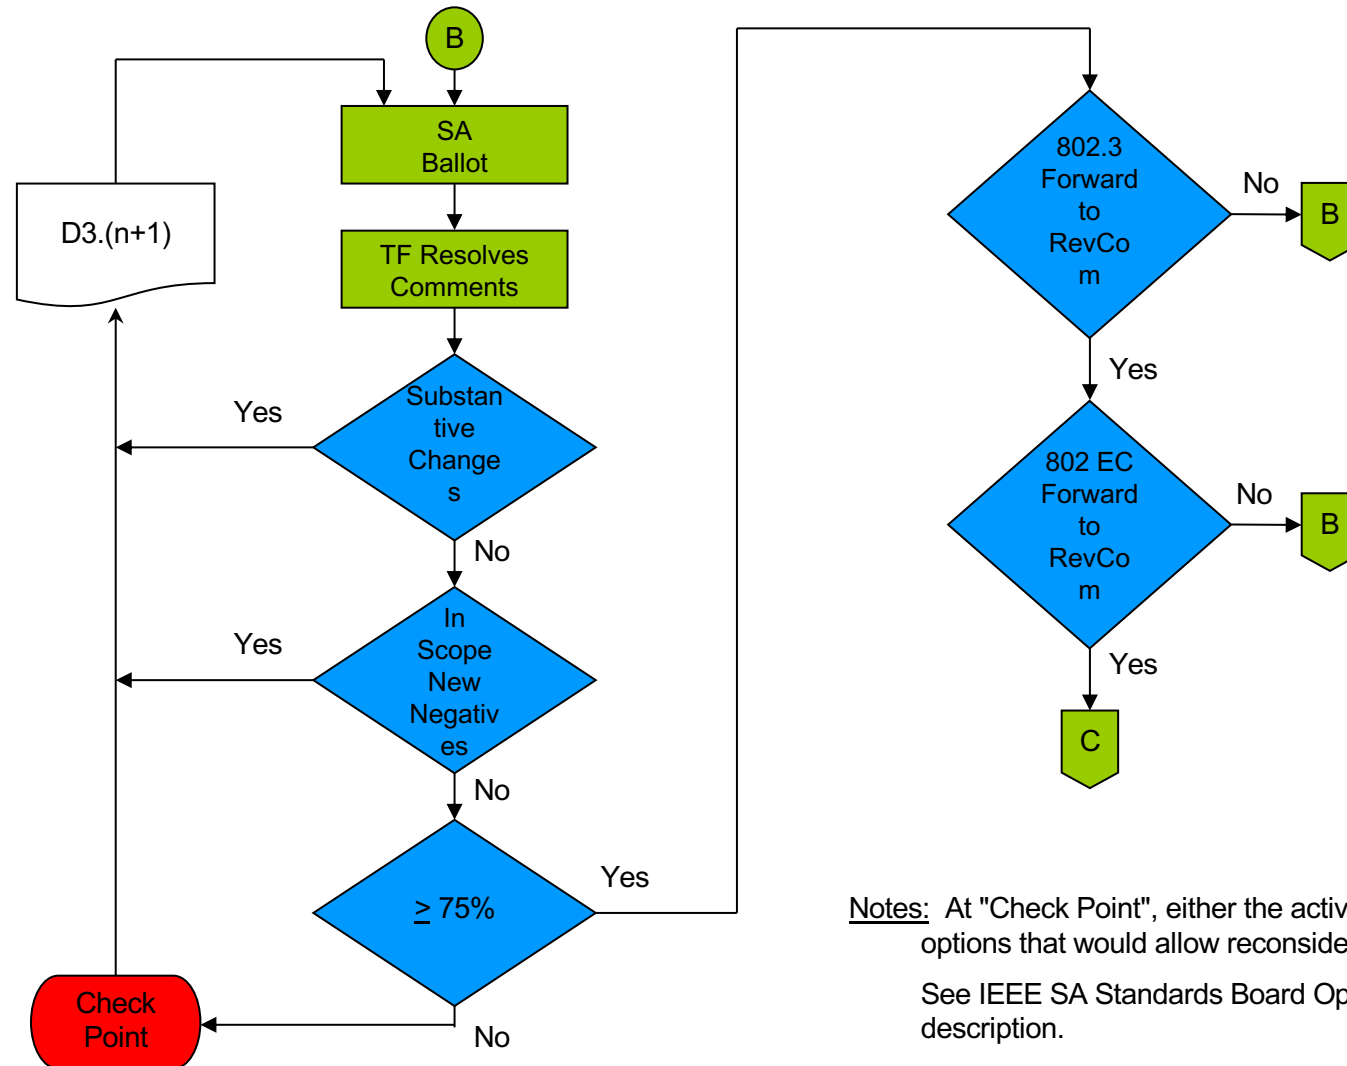 B
SA
Ballot
D3.(n+1)
TF Resolves
Comments
Substan
tive
Change
s
Yes
No
In
Scope
New
Negativ
es
Yes
No
≥ 75%
Yes
No
Check
Point
802.3
Forward
to
RevCo
m
No
B
Yes
802 EC
Forward
to
RevCo
m
No
B
Yes
C
Notes: At "Check Point", either the activ
options that would allow reconside
See IEEE SA Standards Board Op
description.